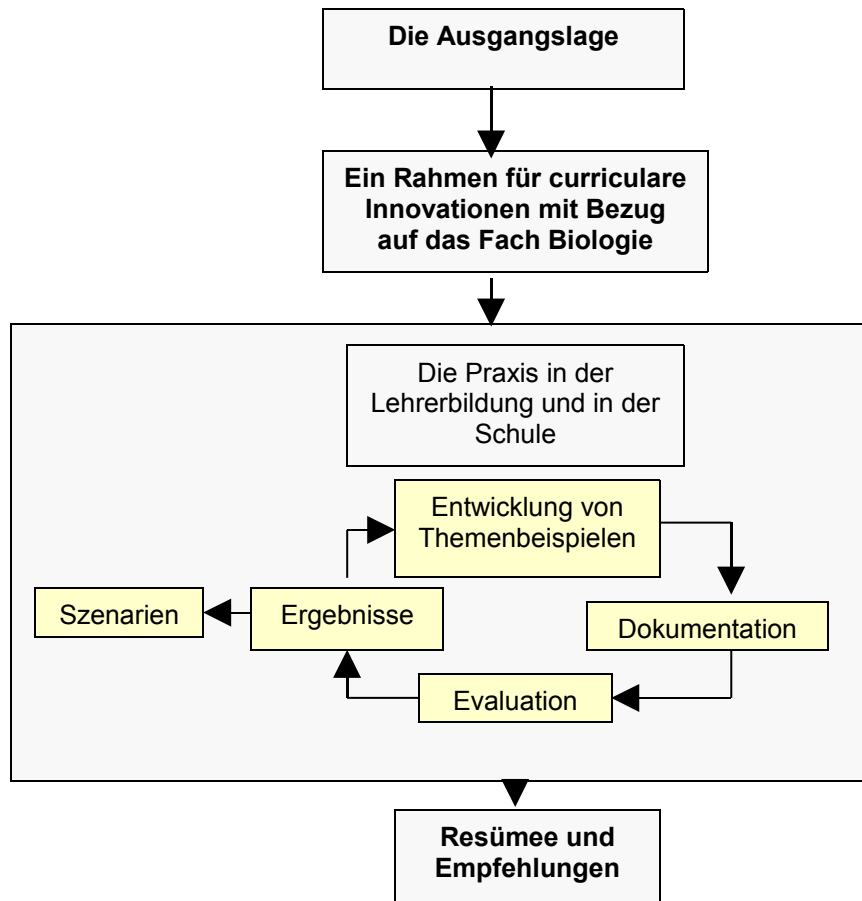 Die Ausgangslage
Ein Rahmen für curriculare
Innovationen mit Bezug
auf das Fach Biologie
Die Praxis in der
Lehrerbildung und in der
Schule
Entwicklung von
Themenbeispielen
Szenarien
Ergebnisse
Dokumentation
Evaluation
Resümee und
Empfehlungen